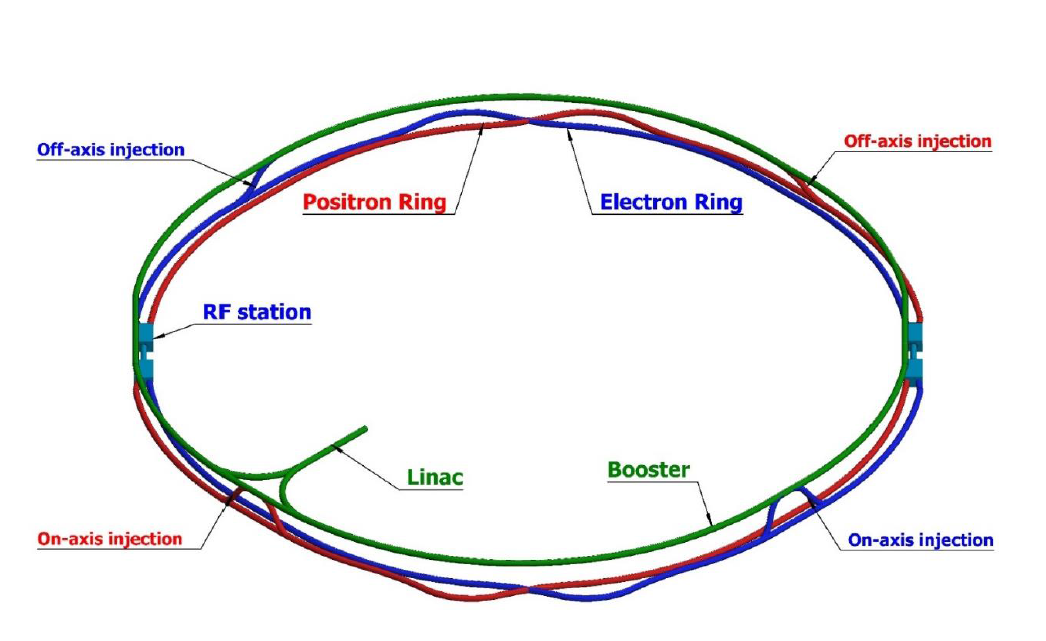 Off-axis injection
Off-axis injection
Positron Ring
Electron Ring
RF station
Linac
Booster
On-axis injection
On-axis injection